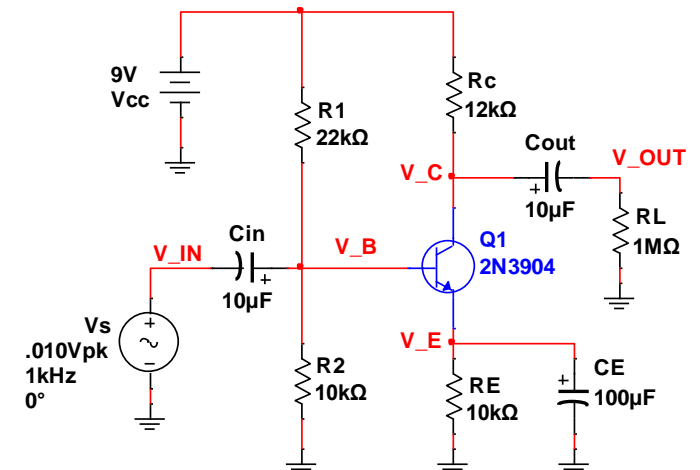 9V
Vcc
R1
22kΩ
Rc
12kΩ
Cout
10µF
+
V_C
V_OUT
RL
1MΩ
Cin
10µF
+
V_IN
V_B
Q1
2N3904
Vs
.010Vpk
1kHz
0°
+
R2
10kΩ
V_E
RE
10kΩ
CE
100µF
+